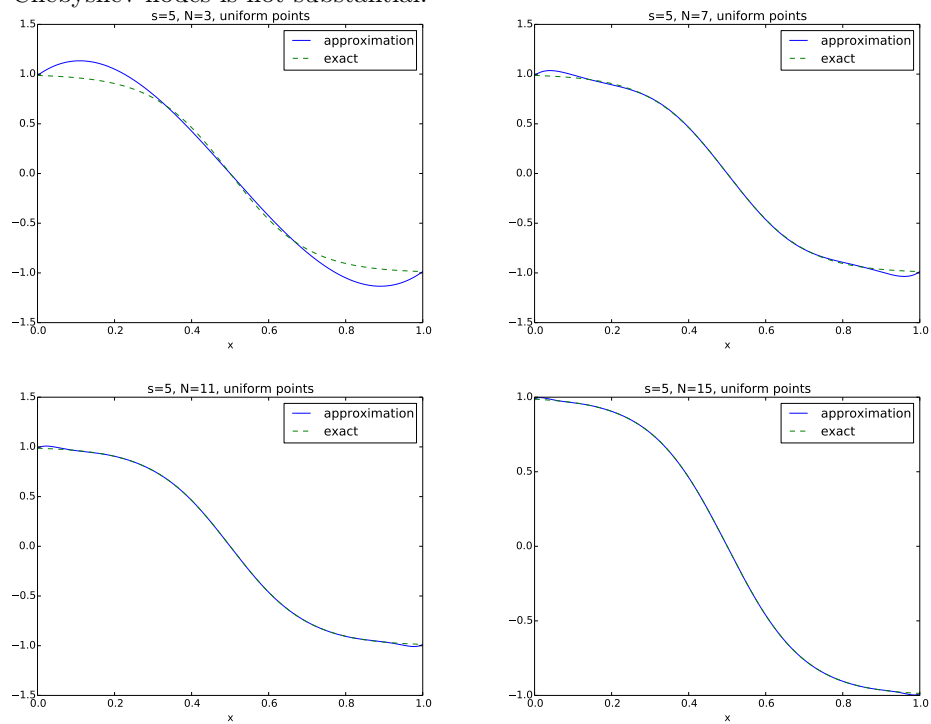 Chebyshev nodes is not substantial.
s=5, N=3, uniform points
1.5
1.0
0.5
0.0
−0.5
−1.0
−1.5
0.0 0.2 0.4 0.6 0.8 1.0
x
approximation
exact
s=5, N=7, uniform points
1.5
1.0
0.5
0.0
−0.5
−1.0
−1.5
0.0 0.2 0.4 0.6 0.8 1.0
x
approximation
exact
s=5, N=11, uniform points
1.5
1.0
0.5
0.0
−0.5
−1.0
−1.5
0.0 0.2 0.4 0.6 0.8 1.0
x
approximation
exact
s=5, N=15, uniform points
1.0
0.5
0.0
−0.5
−1.0
0.0 0.2 0.4 0.6 0.8 1.0
x
approximation
exact